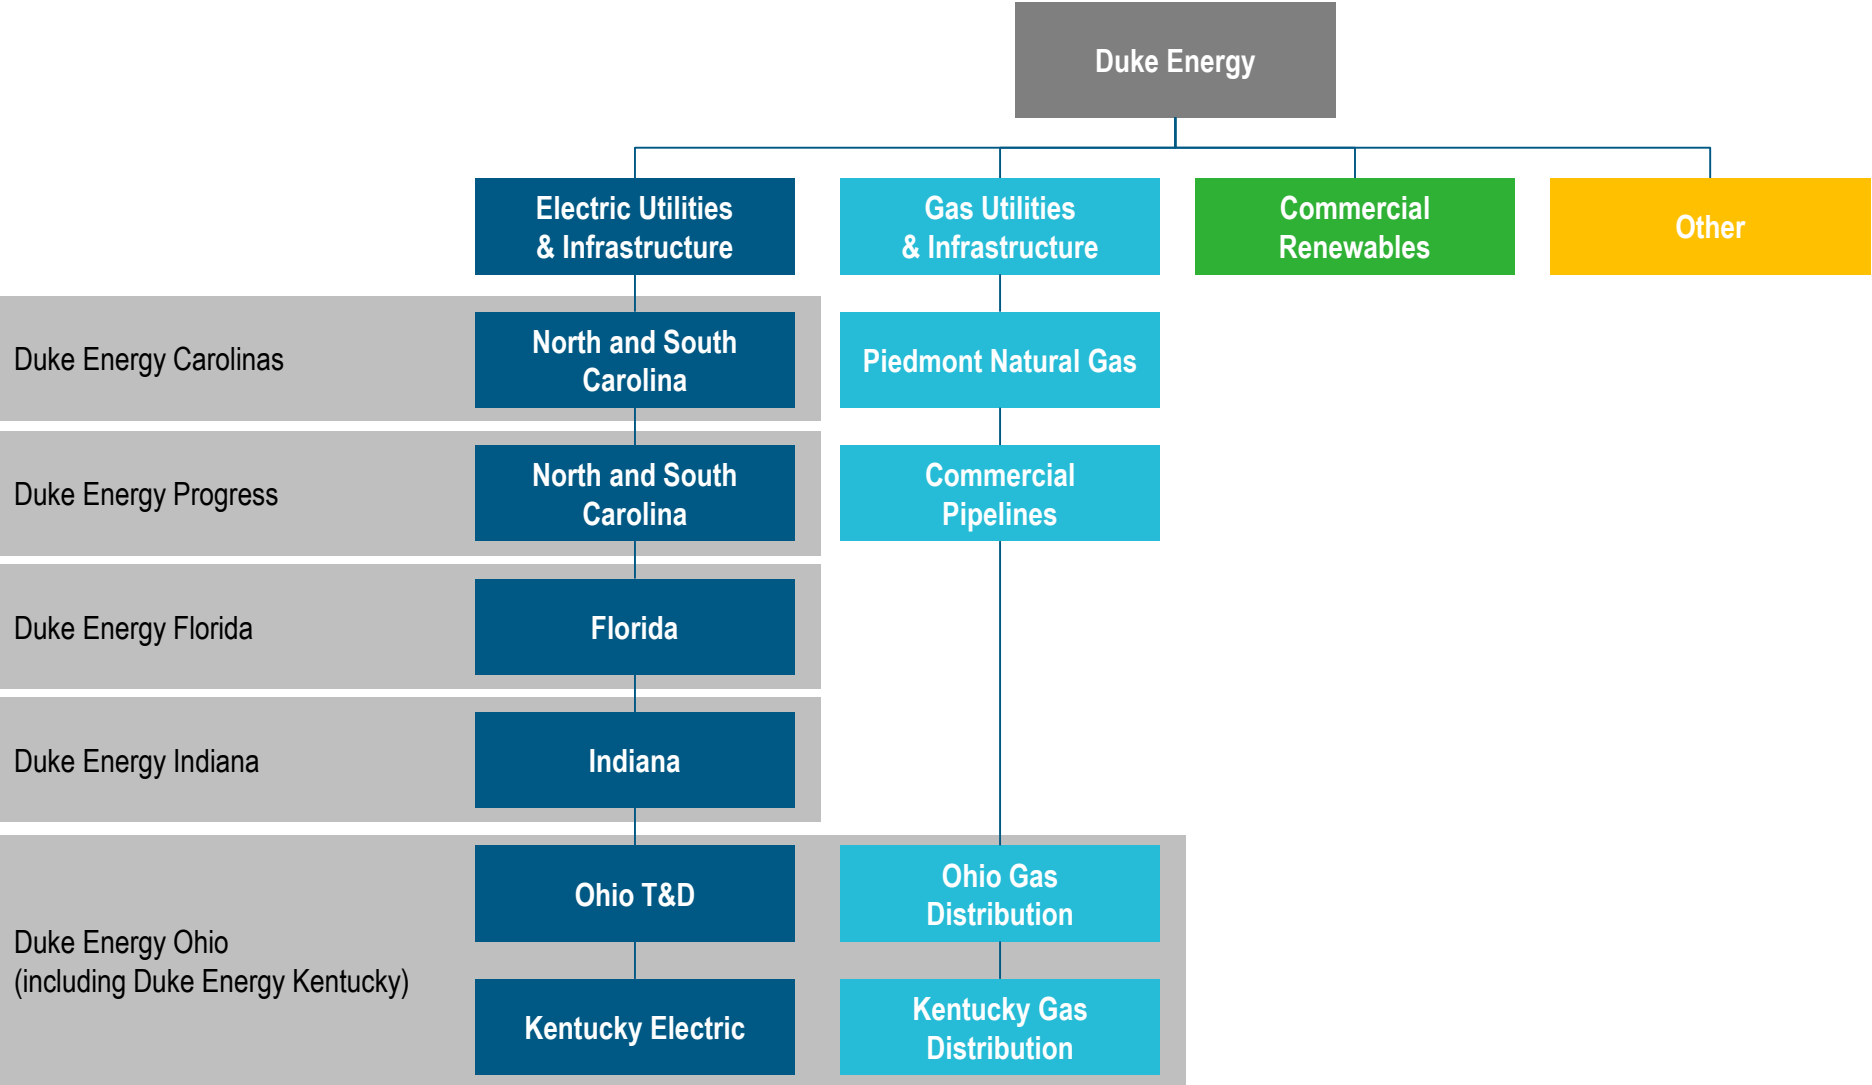 Duke Energy
Electric Utilities
& Infrastructure
Gas Utilities
& Infrastructure
Commercial
Renewables
Other
Duke Energy Carolinas
North and South
Carolina
Piedmont Natural Gas
Duke Energy Progress
North and South
Carolina
Commercial
Pipelines
Duke Energy Florida
Florida
Duke Energy Indiana
Indiana
Duke Energy Ohio
(including Duke Energy Kentucky)
Ohio T&D
Ohio Gas
Distribution
Kentucky Electric
Kentucky Gas
Distribution